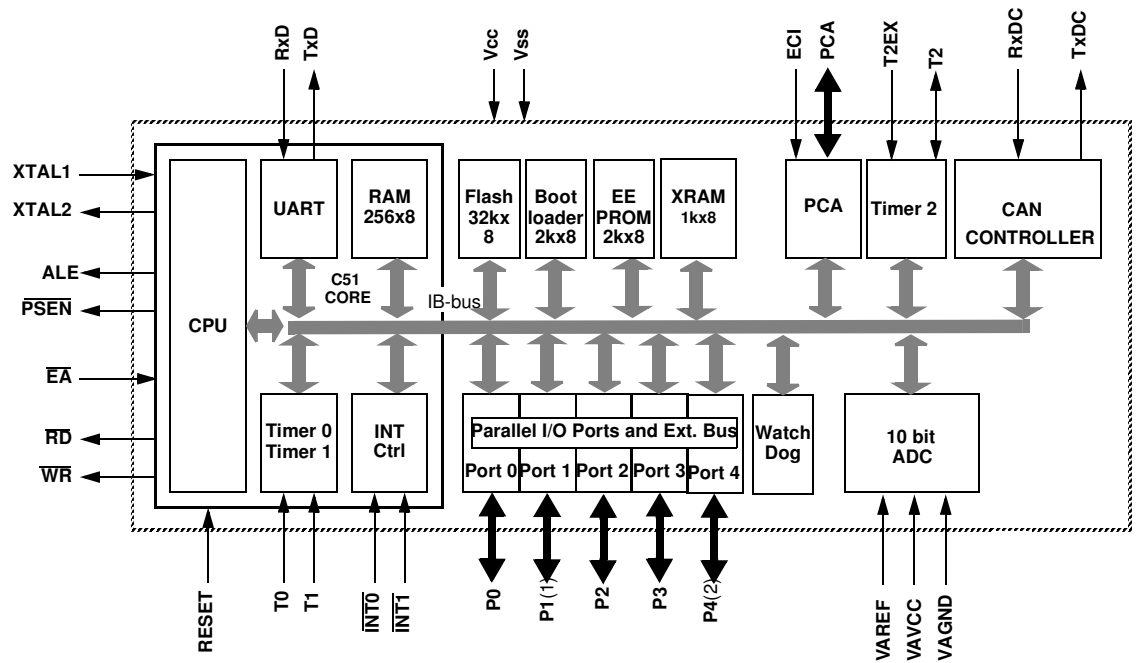 RxD
TxD
Vcc
Vss
ECI
PCA
T2EX
T2
RxDC
TxDC
XTAL1
XTAL2
ALE
PSEN
EA
RD
WR
CPU
UART
RAM
256x8
C51
CORE
IB-bus
Flash
32kx
8
Boot
loader
2kx8
EE
PROM
2kx8
XRAM
1kx8
PCA
Timer 2
CAN
CONTROLLER
Timer 0
Timer 1
INT
Ctrl
Parallel I/O Ports and Ext. Bus
Port 0
Port 1
Port 2
Port 3
Port 4
Watch
Dog
10 bit
ADC
RESET
T0
T1
INT0
INT1
P0
P1(1)
P2
P3
P4(2)
VAREF
VAVCC
VAGND